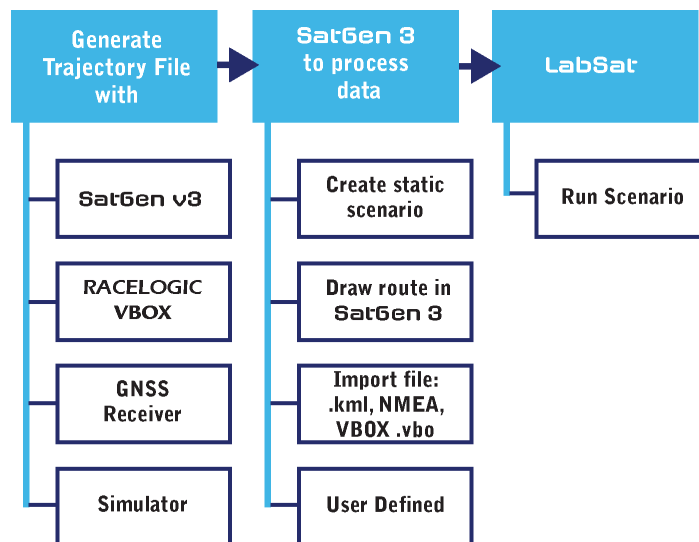 Generate
Trajectory File
with
SatGen v3
RACELOGIC
VBOX
GNSS
Receiver
Simulator
SatGen 3
to process
data
Create static
scenario
Draw route in
SatGen 3
Import file:
.kml, NMEA,
VBOX .vbo
User Defined
LabSat
Run Scenario